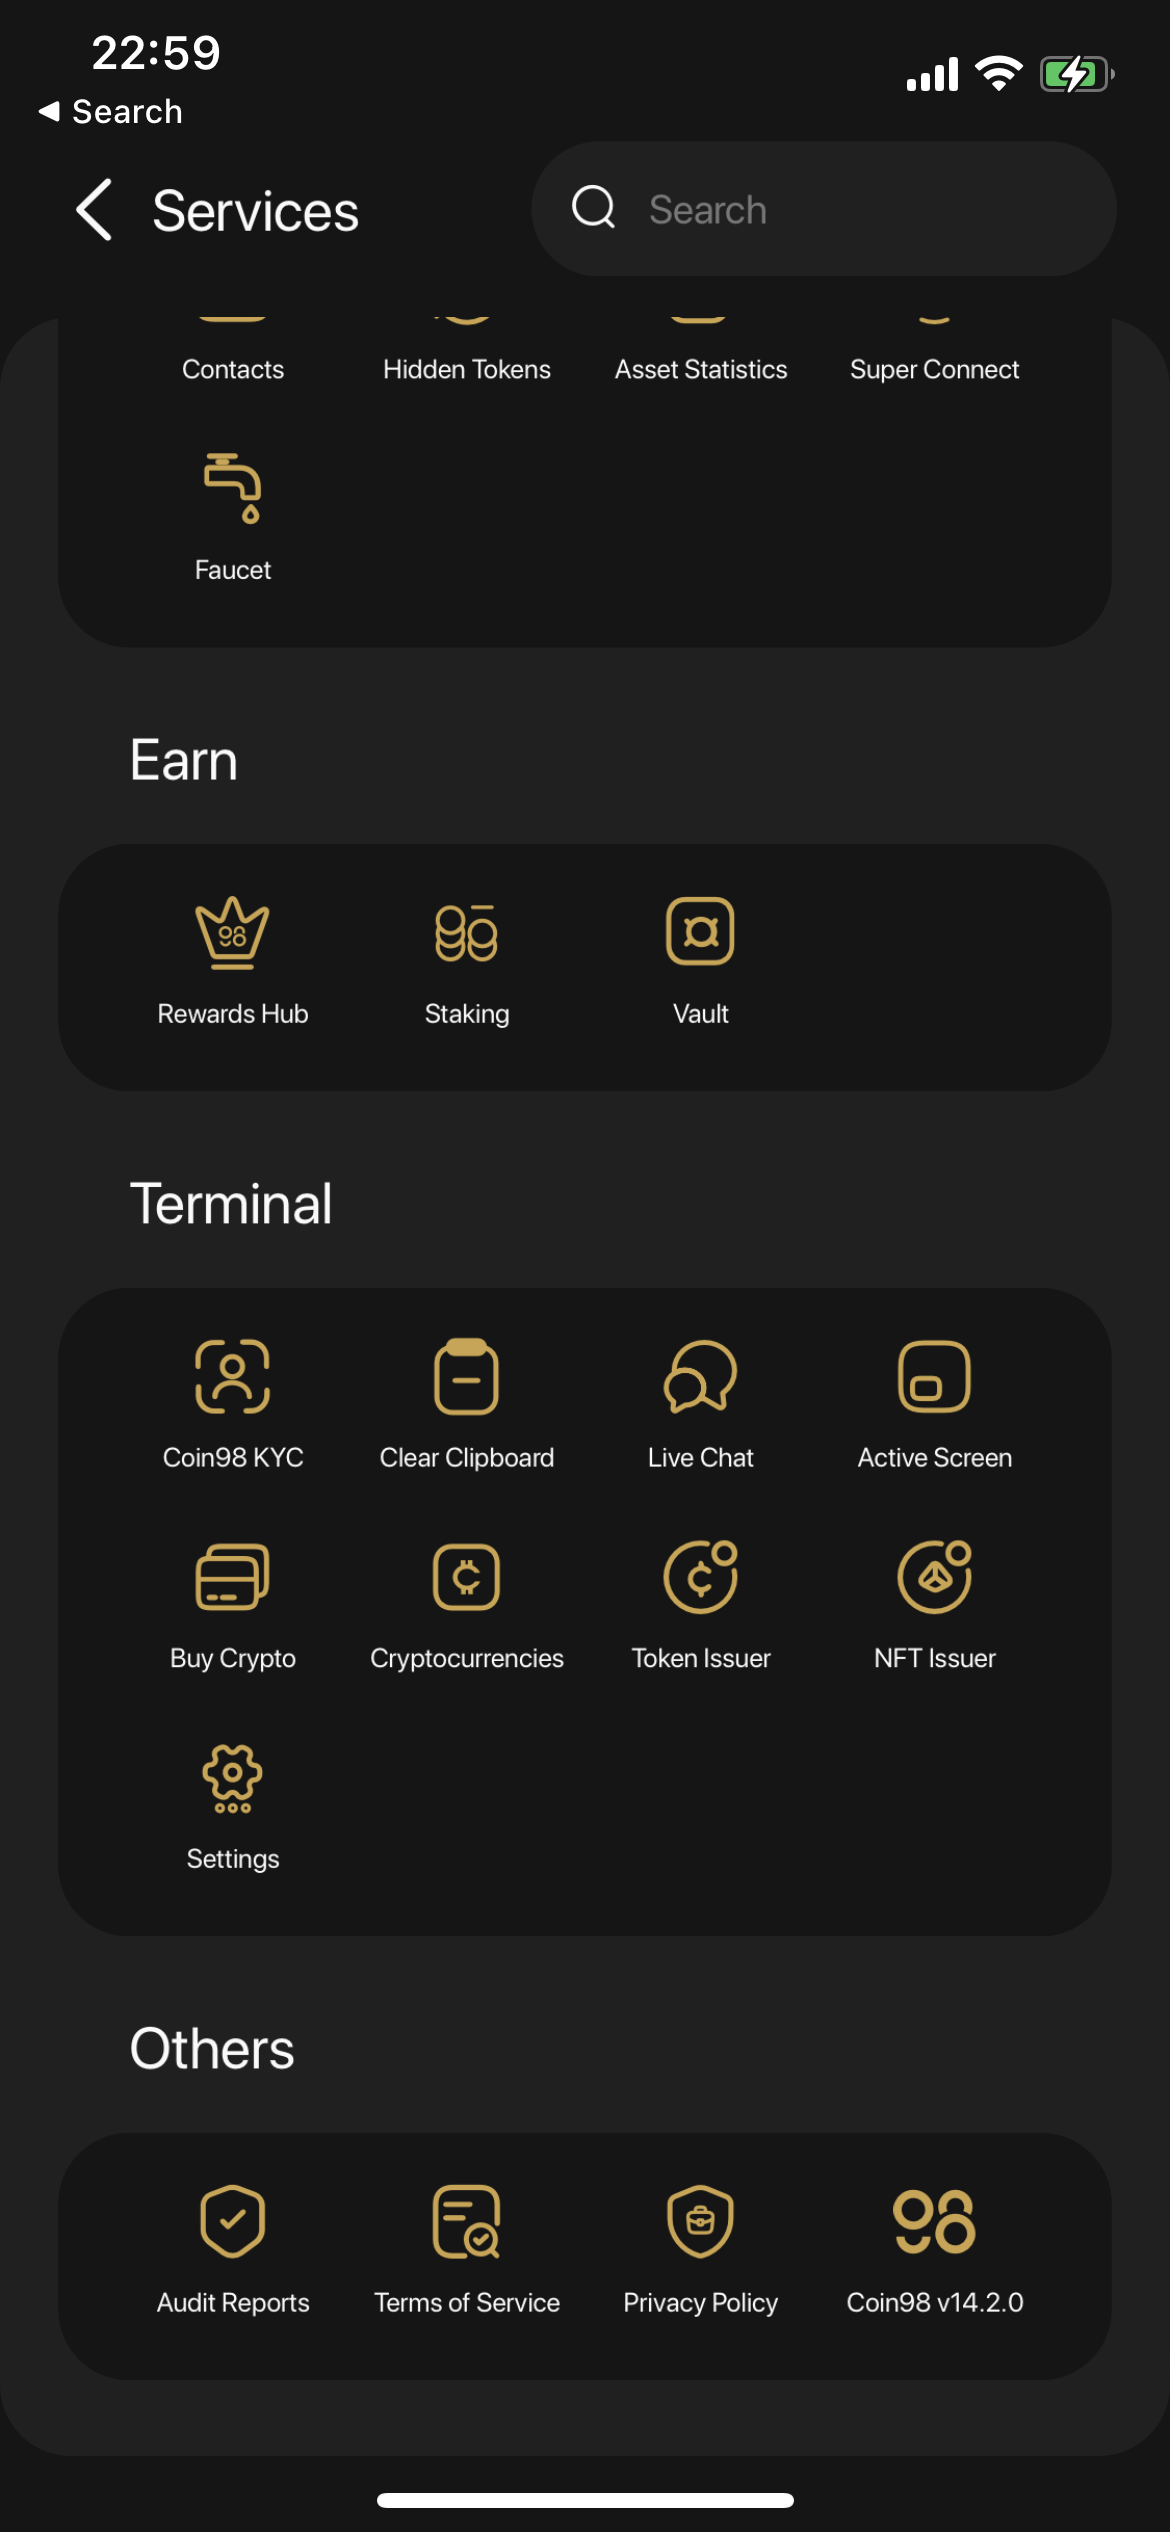 22:59
◀ Search
Services
Search
Contacts
Hidden Tokens
Asset Statistics
Super Connect
Faucet
Earn
98
Rewards Hub
Staking
Vault
Terminal
Coin98 KYC
Clear Clipboard
Live Chat
Active Screen
Buy Crypto
Cryptocurrencies
Token Issuer
NFT Issuer
Settings
Others
98
Audit Reports
Terms of Service
Privacy Policy
Coin98 v14.2.0